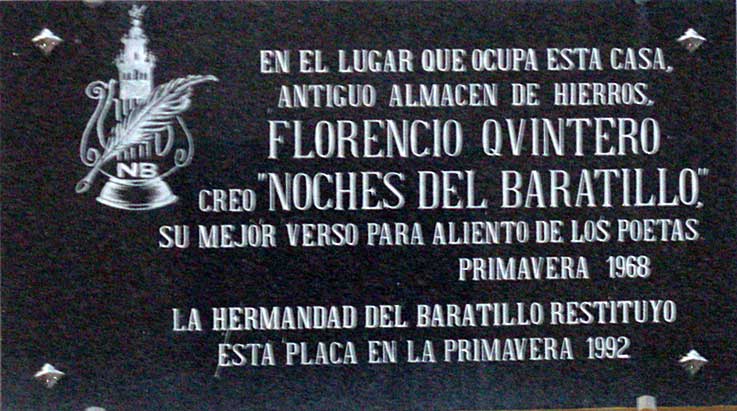 NB
EN EL LUGAR QUE OCUPA ESTA CASA,
ANTIGUO ALMACEN DE HIERROS,
FLORENCIO QVINTERO
CREO "NOCHES DEL BARATILLO",
SU MEJOR VERSO PARA ALIENTO DE LOS POETAS
PRIMAVERA 1968
LA HERMANDAD DEL BARATILLO RESTITUYO
ESTA PLACA EN LA PRIMAVERA 1992